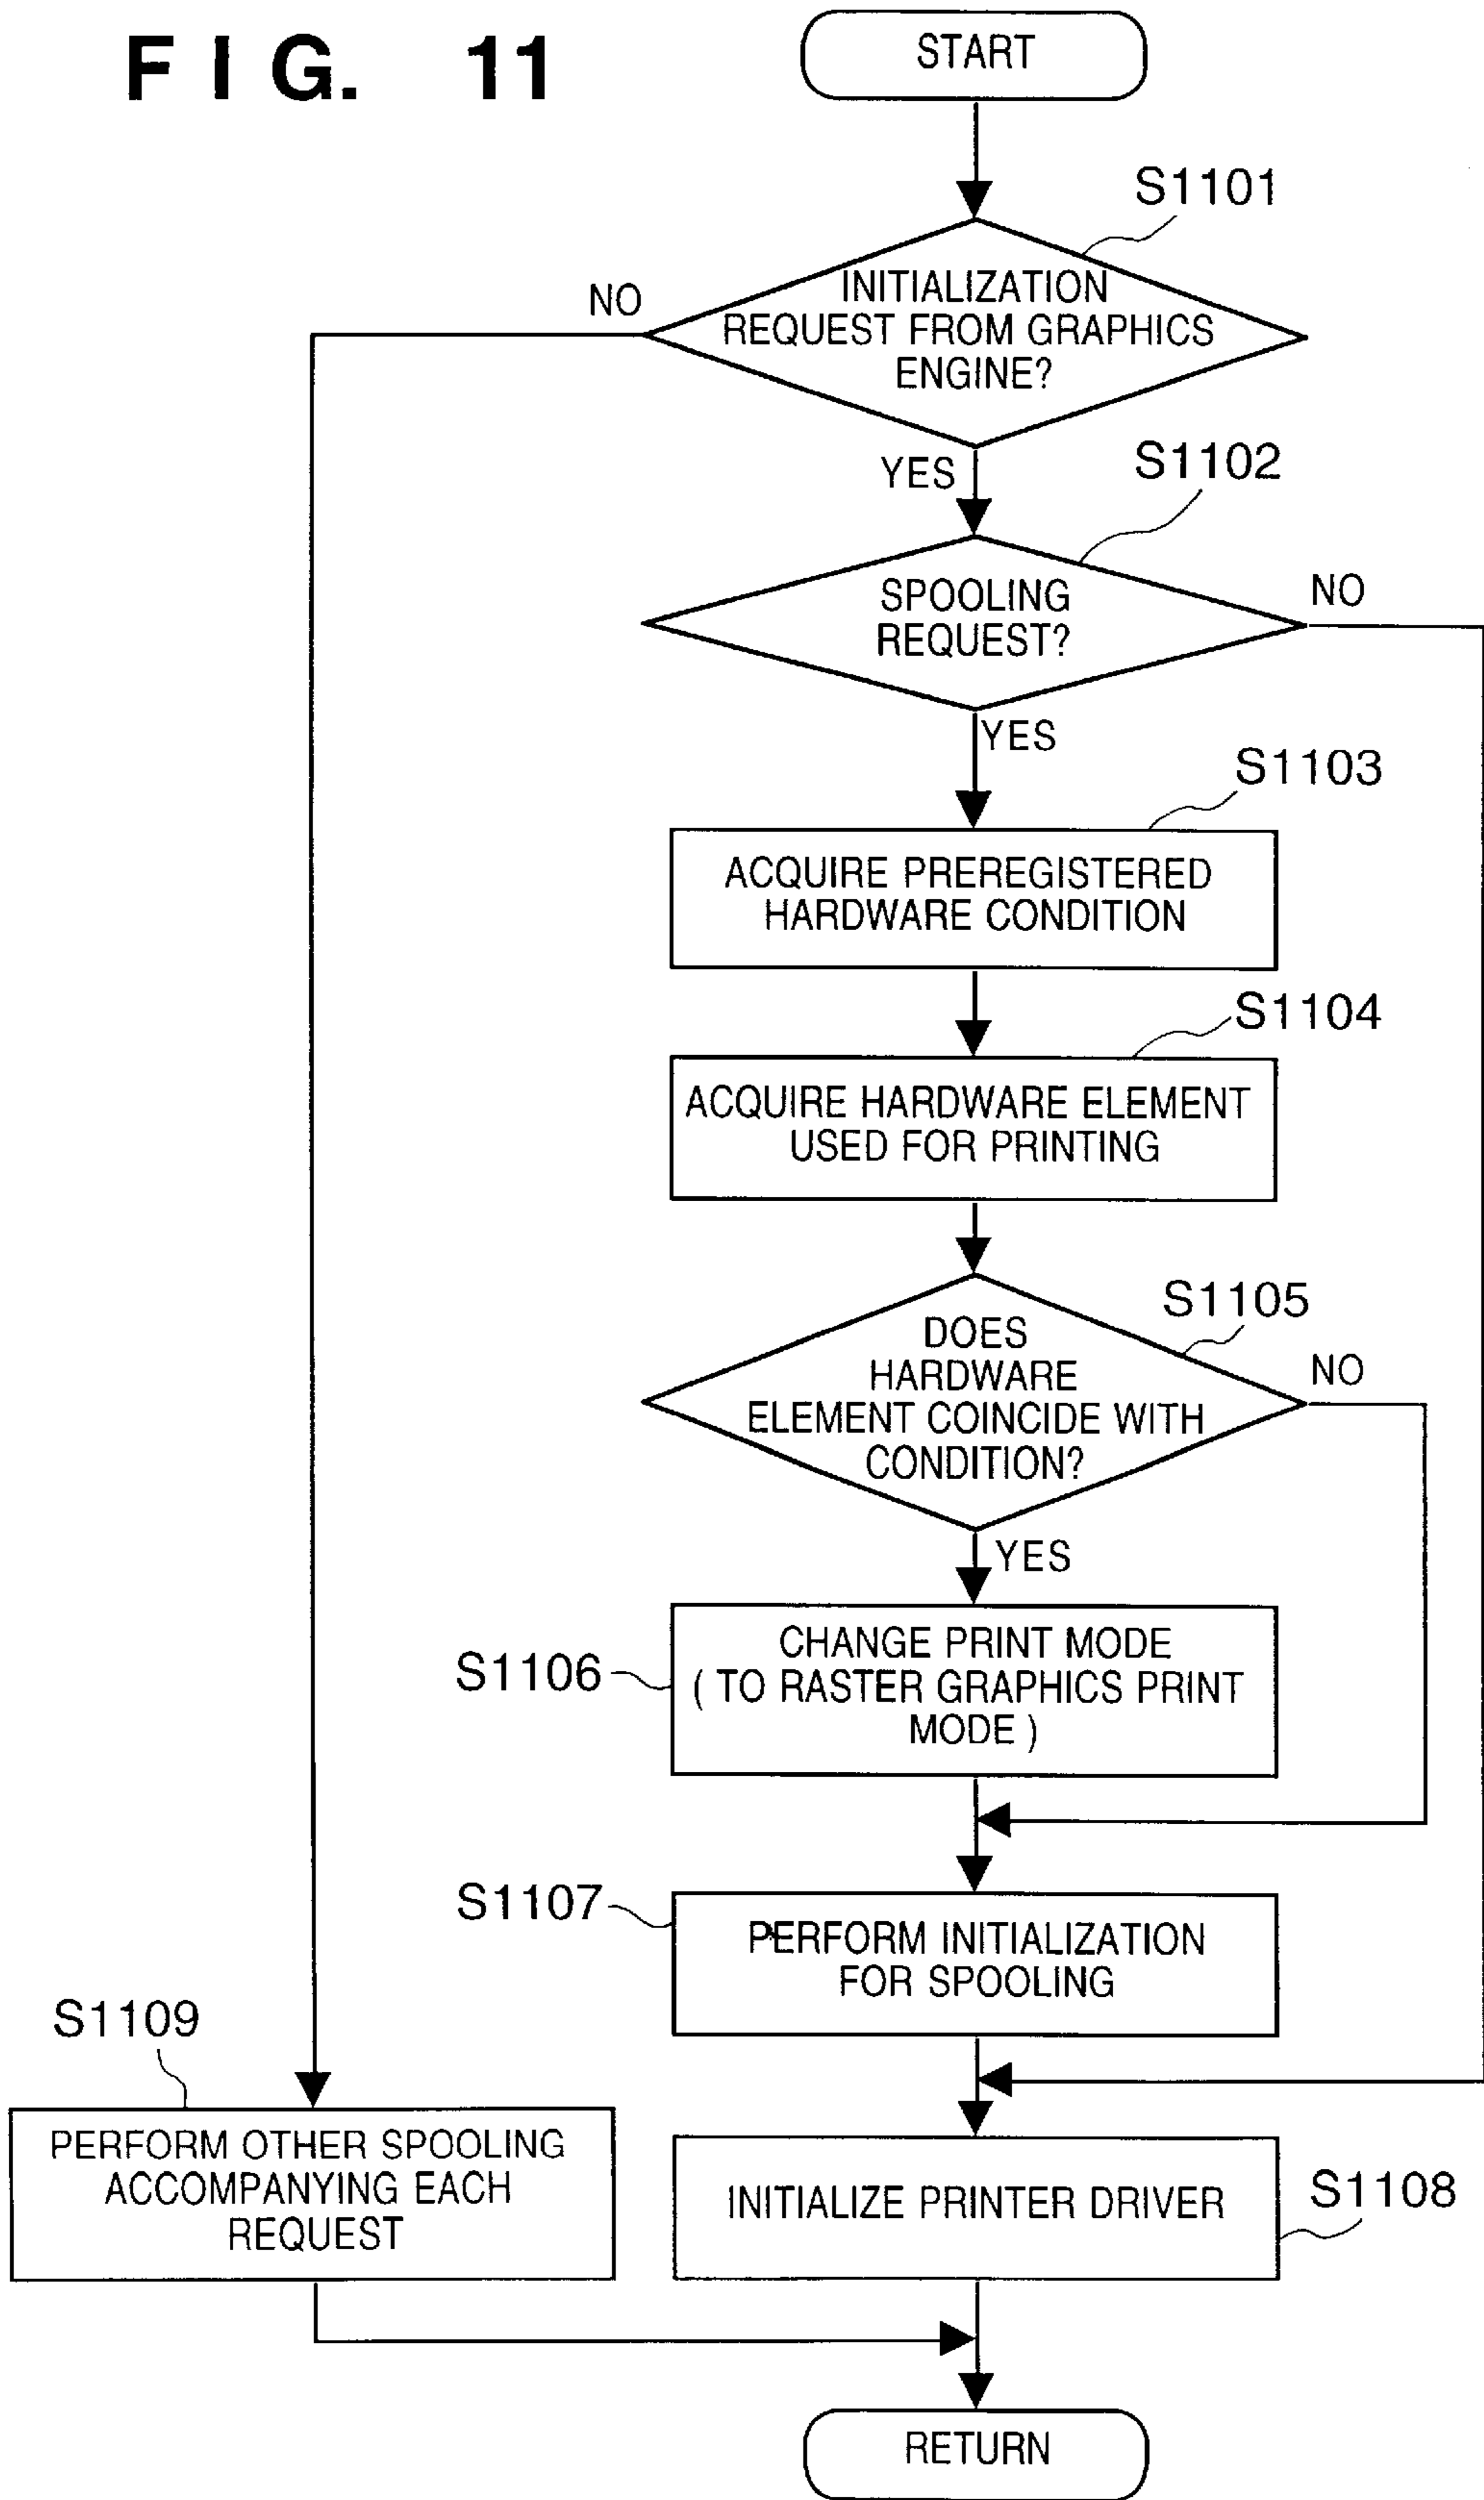 FIG. 11
START
S1101
NO
INITIALIZATION
REQUEST FROM GRAPHICS
ENGINE?
YES
S1102
SPOOLING
REQUEST?
NO
YES
S1103
ACQUIRE PREREGISTERED
HARDWARE CONDITION
S1104
ACQUIRE HARDWARE ELEMENT
USED FOR PRINTING
S1105
DOES
HARDWARE
ELEMENT COINCIDE WITH
CONDITION?
NO
YES
S1106
CHANGE PRINT MODE
( TO RASTER GRAPHICS PRINT
MODE )
S1107
PERFORM INITIALIZATION
FOR SPOOLING
S1109
PERFORM OTHER SPOOLING
ACCOMPANYING EACH
REQUEST
INITIALIZE PRINTER DRIVER
S1108
RETURN